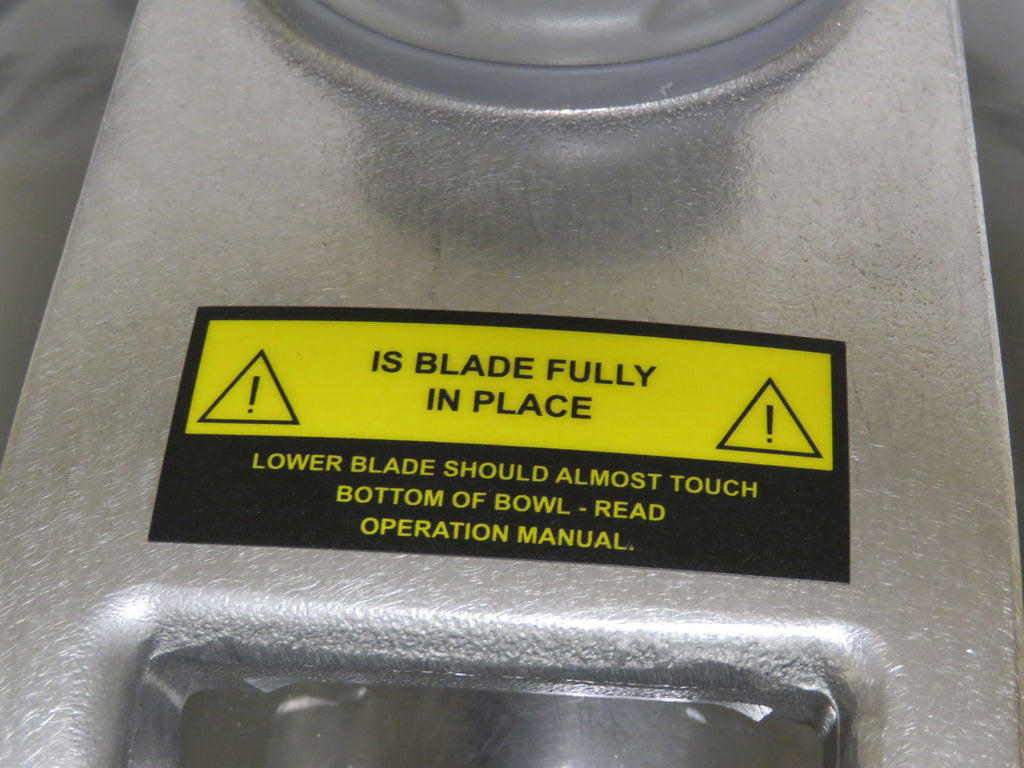 IS BLADE FULLY
IN PLACE
LOWER BLADE SHOULD ALMOST TOUCH
BOTTOM OF BOWL - READ
OPERATION MANUAL.